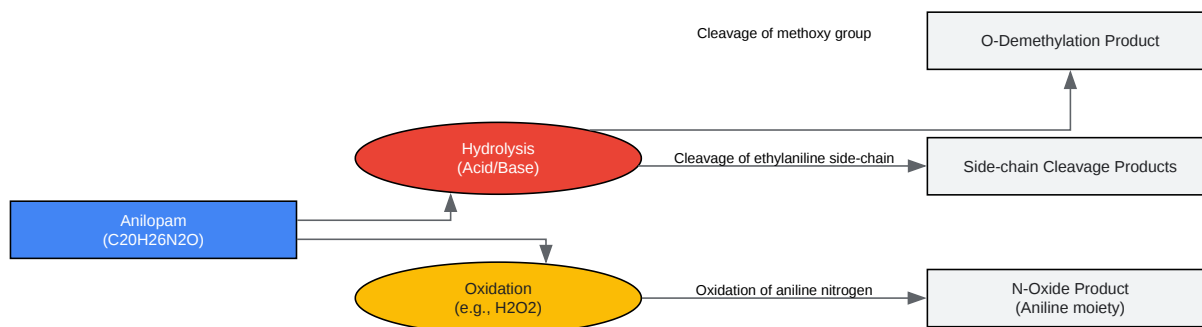 Cleavage of methoxy group
O-Demethylation Product
Hydrolysis
(Acid/Base)
Cleavage of ethylaniline side-chain
Side-chain Cleavage Products
Anilopam
(C20H26N2O)
Oxidation
(e.g., H2O2)
Oxidation of aniline nitrogen
N-Oxide Product
(Aniline moiety)